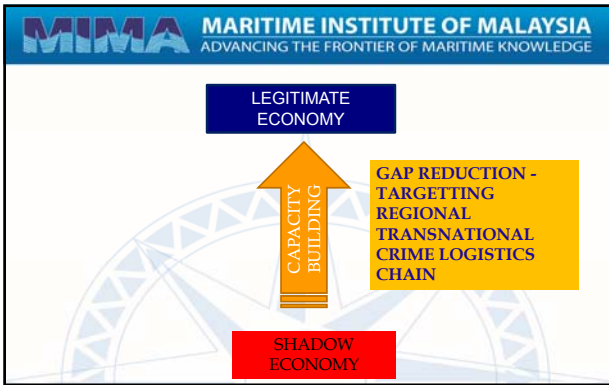 MIMA
MARITIME INSTITUTE OF MALAYSIA
ADVANCING THE FRONTIER OF MARITIME KNOWLEDGE
LEGITIMATE
ECONOMY
CAPACITY
BUILDING
GAP REDUCTION -
TARGETTING
REGIONAL
TRANSNATIONAL
CRIME LOGISTICS
CHAIN
SHADOW
ECONOMY